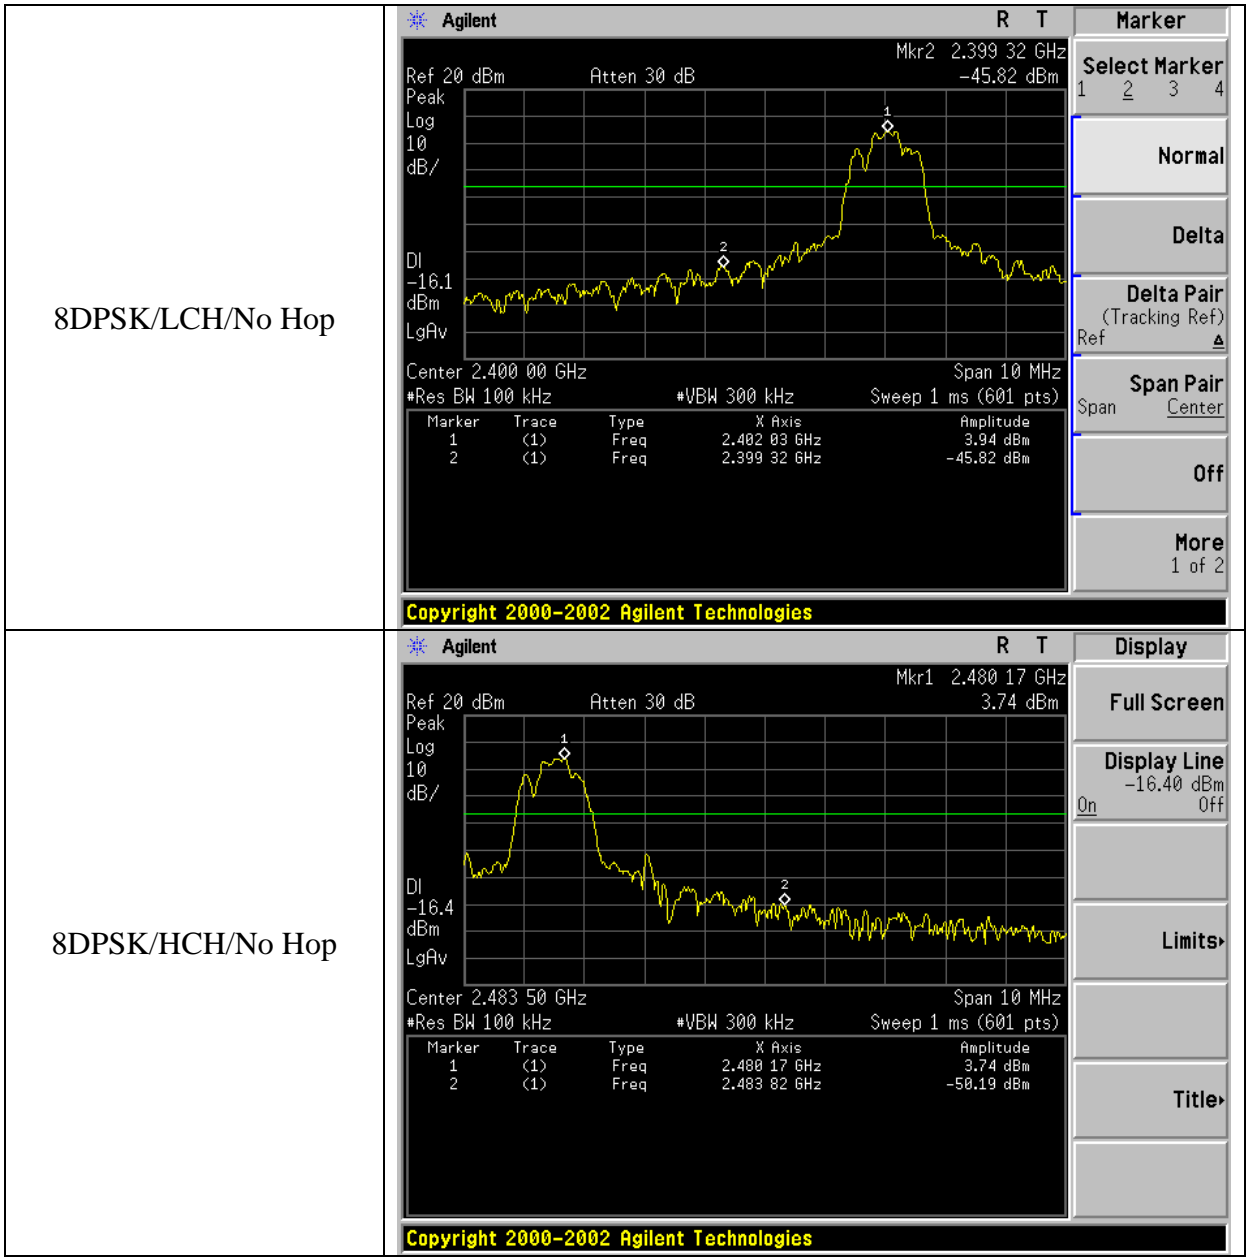 8DPSK/LCH/No Hop
Agilent R T
Mkr2 2.399 32 GHz
Ref 20 dBm Atten 30 dB -45.82 dBm
Peak
Log
10
dB/
1
2
DI
-16.1
dBm
LgAv
Center 2.400 00 GHz Span 10 MHz
#Res BW 100 kHz #VBW 300 kHz Sweep 1 ms (601 pts)
Marker Trace Type X Axis Amplitude
1 (1) Freq 2.402 03 GHz 3.94 dBm
2 (1) Freq 2.399 32 GHz -45.82 dBm
Copyright 2000-2002 Agilent Technologies
Marker
Select Marker
1 2 3 4
Normal
Delta
Delta Pair
(Tracking Ref)
Ref Δ
Span Pair
Span Center
Off
More
1 of 2
8DPSK/HCH/No Hop
Agilent R T
Mkr1 2.480 17 GHz
Ref 20 dBm Atten 30 dB 3.74 dBm
Peak
Log
10
dB/
1
2
DI
-16.4
dBm
LgAv
Center 2.483 50 GHz Span 10 MHz
#Res BW 100 kHz #VBW 300 kHz Sweep 1 ms (601 pts)
Marker Trace Type X Axis Amplitude
1 (1) Freq 2.480 17 GHz 3.74 dBm
2 (1) Freq 2.483 82 GHz -50.19 dBm
Copyright 2000-2002 Agilent Technologies
Display
Full Screen
Display Line
-16.40 dBm
On Off
Limits
Title